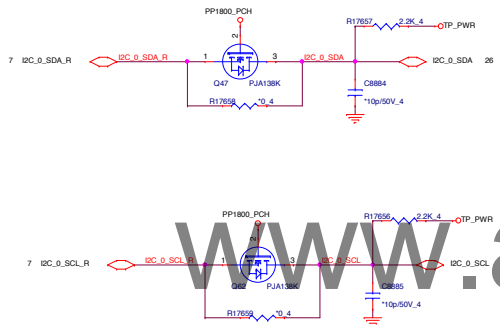 PP1800_PCH
R17657 2.2K_4 TP_PWR
2
7 I2C_0_SDA_R I2C_0_SDA_R 1 3 I2C_0_SDA I2C_0_SDA 26
Q47 PJA138K C8884
R17658 *0_4 *10p/50V_4
PP1800_PCH
R17656 2.2K_4 TP_PWR
2
7 I2C_0_SCL_R I2C_0_SCL_R 1 3 I2C_0_SCL I2C_0_SCL
Q62 PJA138K C8885
*10p/50V_4
R17659 *0_4
www.a